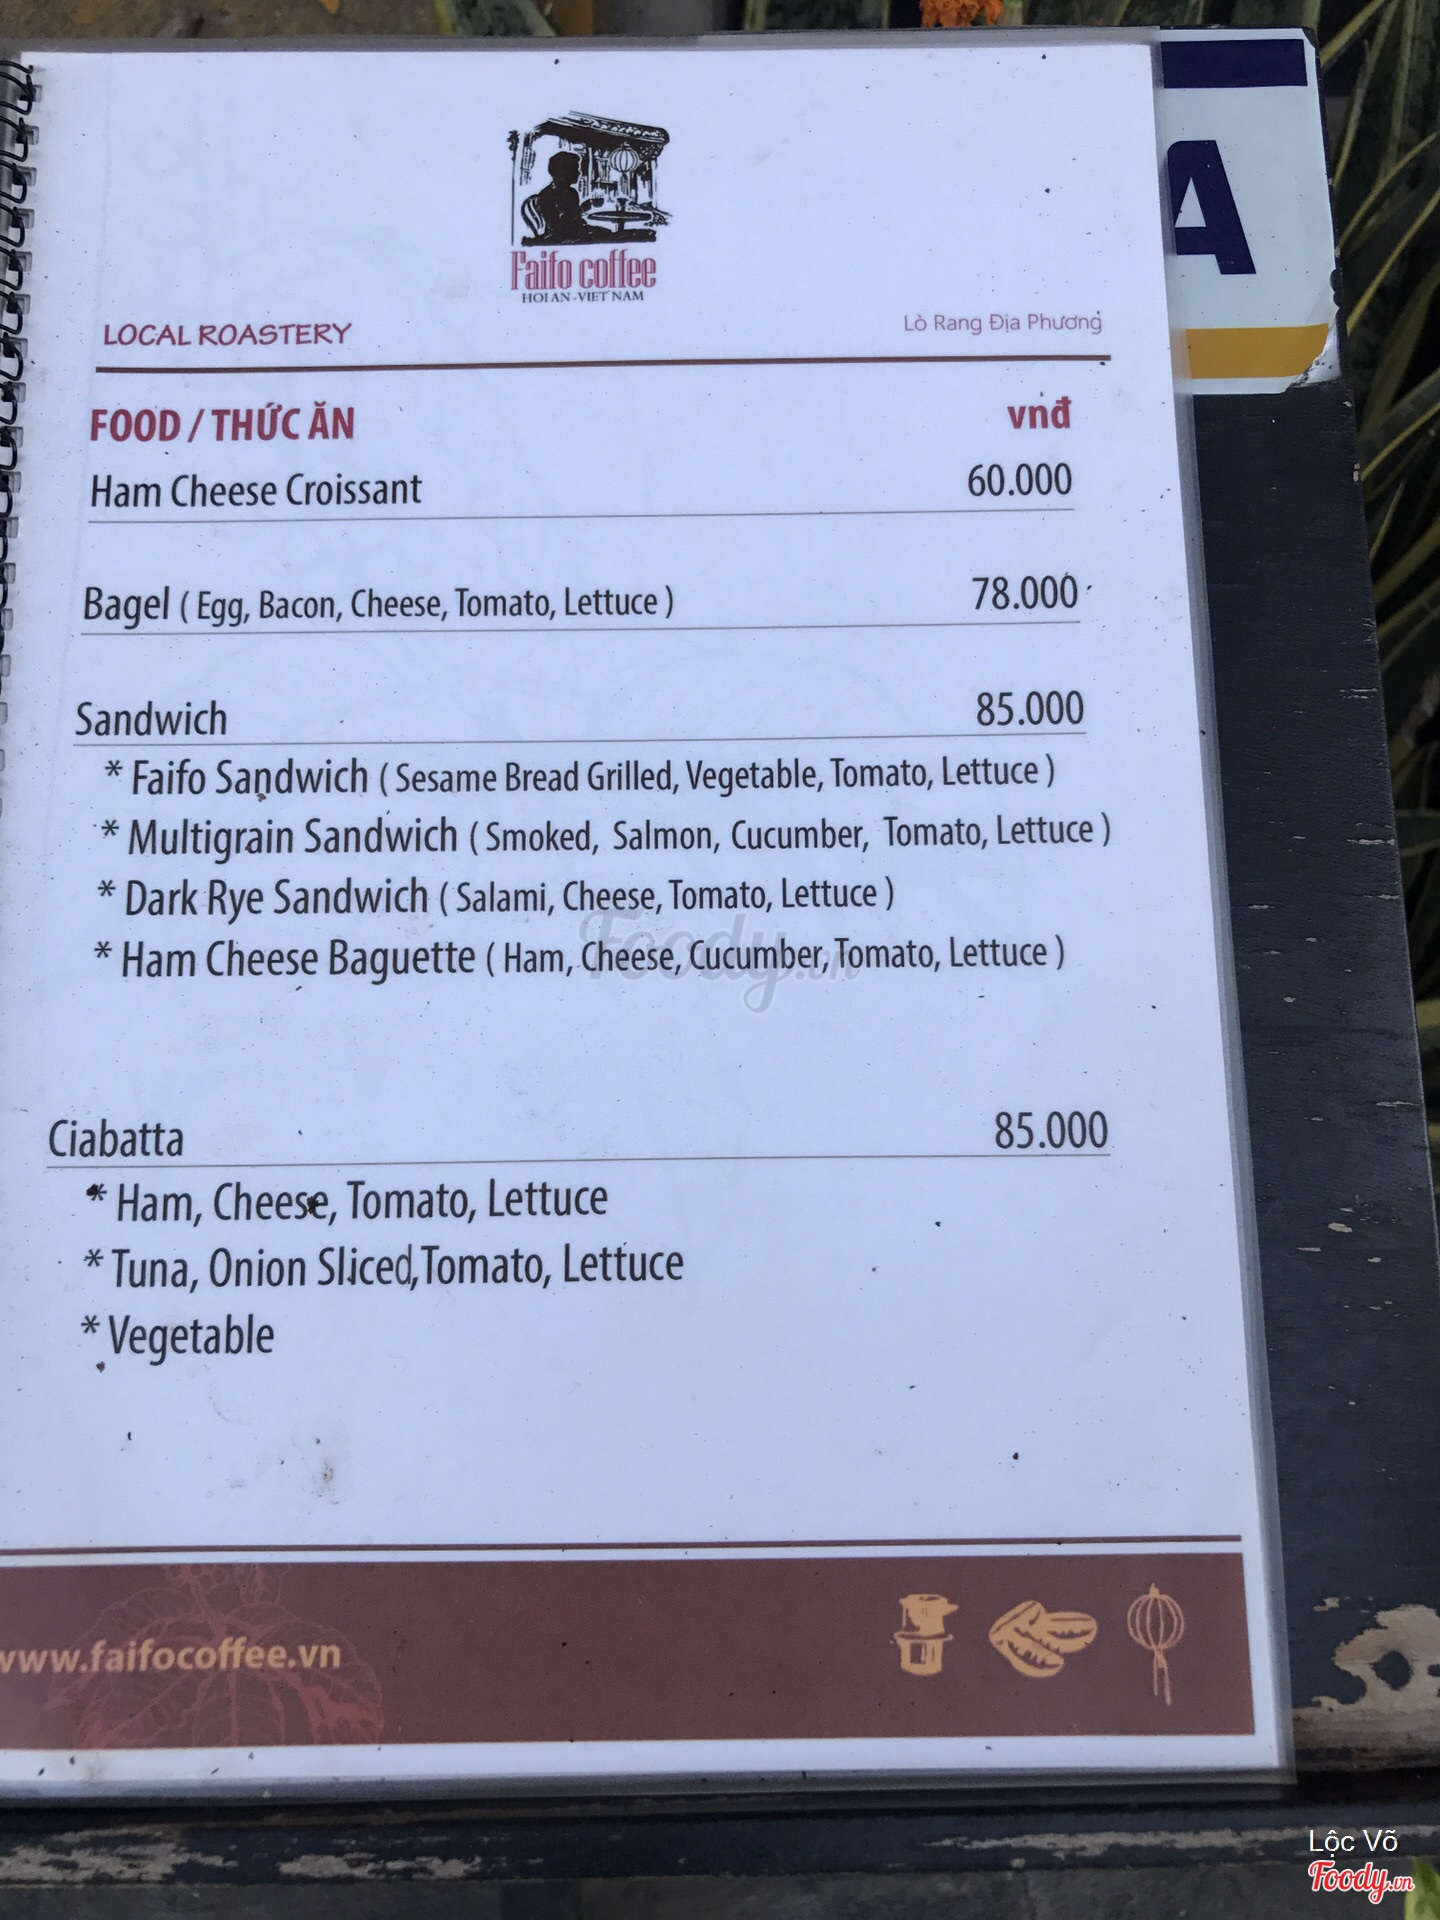 A
Faifo coffee
HOI AN - VIET NAM
LOCAL ROASTERY
Lò Rang Địa Phương
FOOD / THỨC ĂN vnđ
Ham Cheese Croissant 60.000
Bagel ( Egg, Bacon, Cheese, Tomato, Lettuce ) 78.000
Sandwich 85.000
* Faifo Sandwich ( Sesame Bread Grilled, Vegetable, Tomato, Lettuce )
* Multigrain Sandwich ( Smoked, Salmon, Cucumber, Tomato, Lettuce )
* Dark Rye Sandwich ( Salami, Cheese, Tomato, Lettuce )
* Ham Cheese Baguette ( Ham, Cheese, Cucumber, Tomato, Lettuce )
Foody.vn
Ciabatta 85.000
* Ham, Cheese, Tomato, Lettuce
* Tuna, Onion Sliced, Tomato, Lettuce
* Vegetable
www.faifocoffee.vn
Lộc Võ
Foody.vn